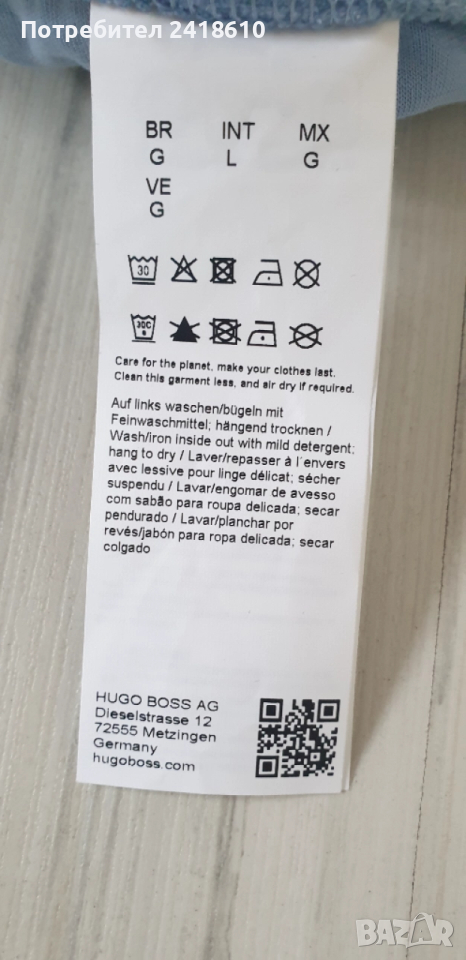 Потребител 2418610
BR INT MX
G L G
VE
G
30
30C
Care for the planet, make your clothes last.
Clean this garment less, and air dry if required.
Auf links waschen/bügeln mit
Feinwaschmittel; hängend trocknen /
Wash/iron inside out with mild detergent;
hang to dry / Laver/repasser à l´envers
avec lessive pour linge délicat; sécher
suspendu / Lavar/engomar de avesso
com sabão para roupa delicada; secar
pendurado / Lavar/planchar por
revés/jabón para ropa delicada; secar
colgado
HUGO BOSS AG
Dieselstrasse 12
72555 Metzingen
Germany
hugoboss.com
BAZAR